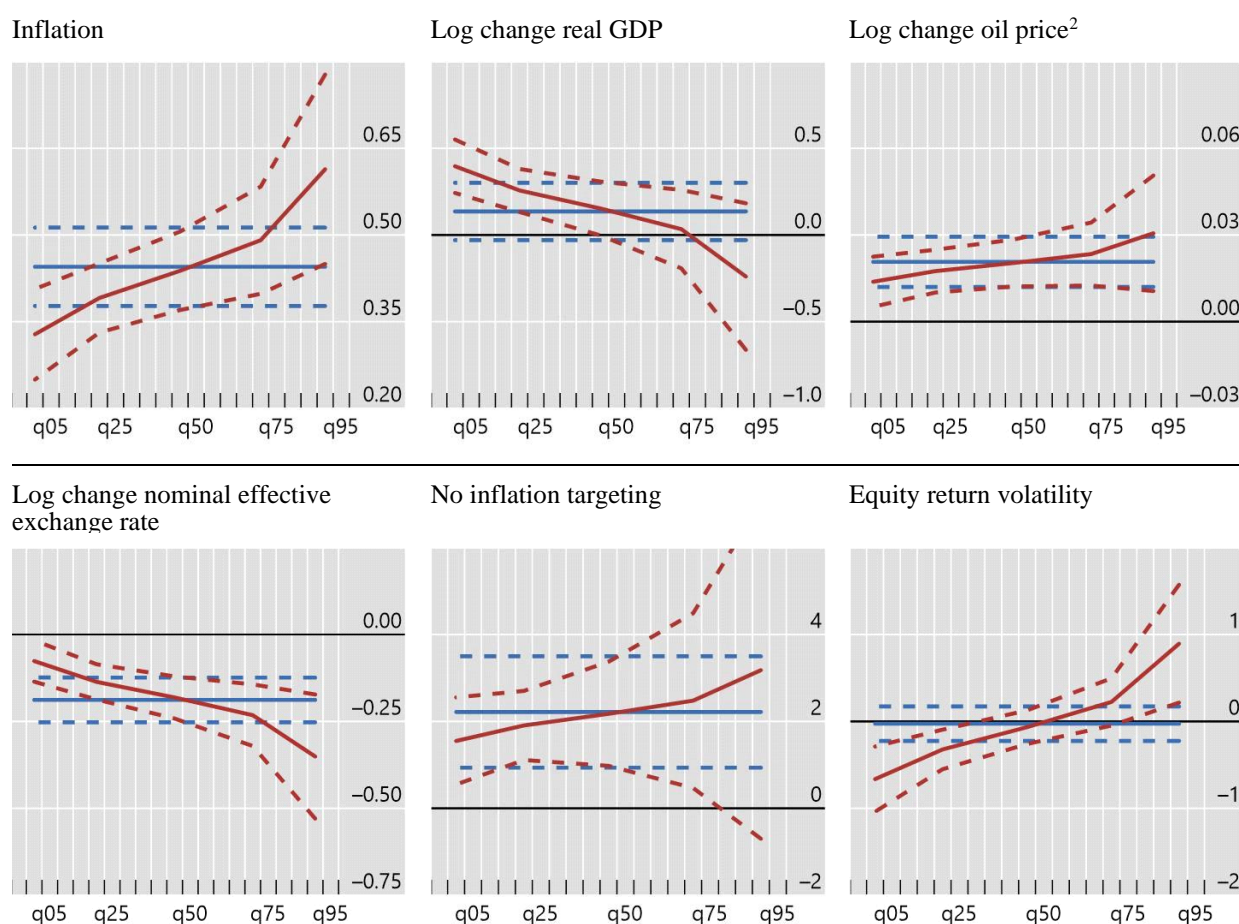 Inflation
Log change real GDP
Log change oil price²
0.65
0.50
0.35
0.20
q05 q25 q50 q75 q95
0.5
0.0
−0.5
−1.0
q05 q25 q50 q75 q95
0.06
0.03
0.00
−0.03
q05 q25 q50 q75 q95
Log change nominal effective
exchange rate
No inflation targeting
Equity return volatility
0.00
−0.25
−0.50
−0.75
q05 q25 q50 q75 q95
4
2
0
−2
q05 q25 q50 q75 q95
1
0
−1
−2
q05 q25 q50 q75 q95